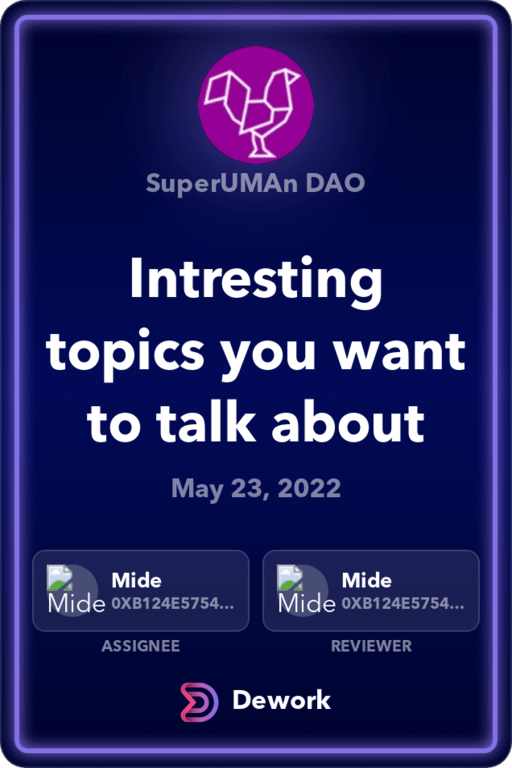 SuperUMAn DAO
Intresting
topics you want
to talk about
May 23, 2022
Mide
Mide
0XB124E5754...
ASSIGNEE
Mide
Mide
0XB124E5754...
REVIEWER
Dework